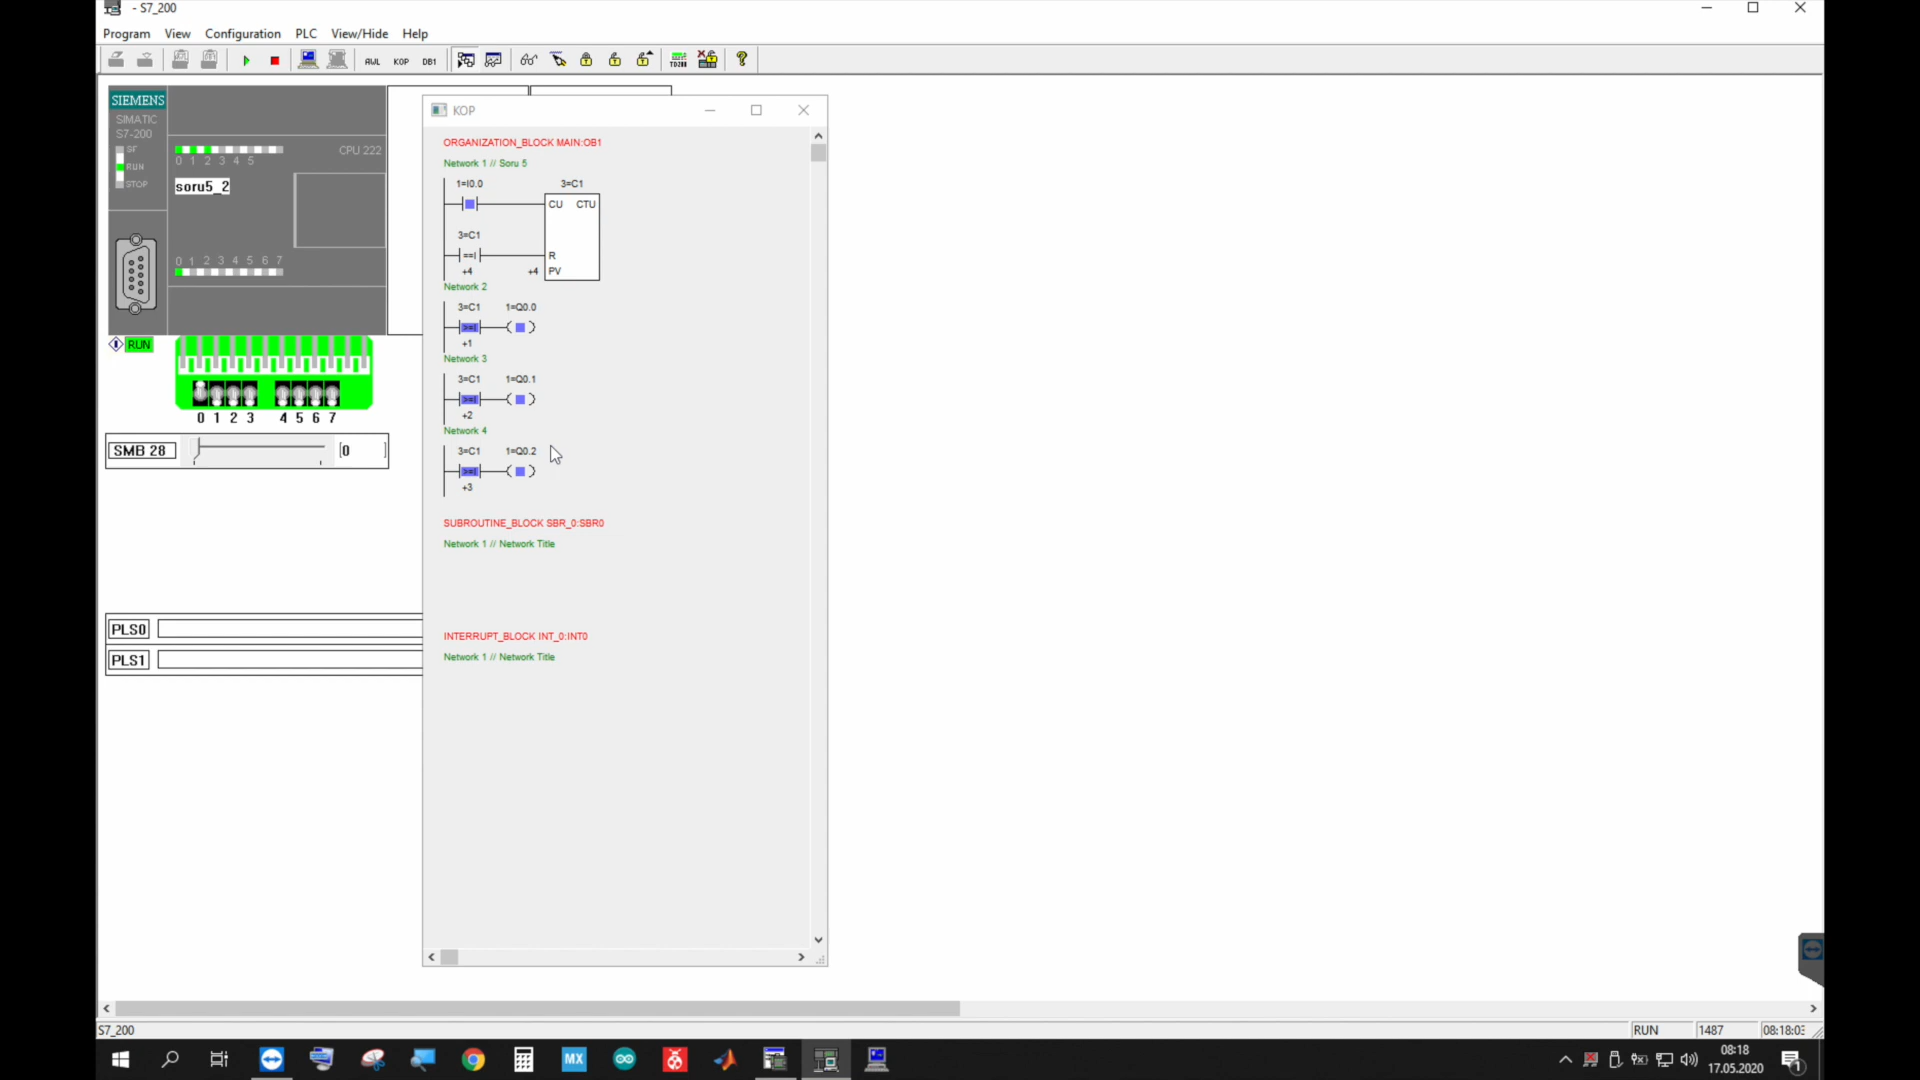 - S7_200
Program View Configuration PLC View/Hide Help
AWL KOP DB1 TD200 ?
SIEMENS
SIMATIC
S7-200
SF
RUN
STOP
0 1 2 3 4 5
CPU 222
soru5_2
0 1 2 3 4 5 6 7
RUN
0 1 2 3 4 5 6 7
SMB 28
0
PLS0
PLS1
KOP
ORGANIZATION_BLOCK MAIN:OB1
Network 1 // Soru 5
1=I0.0 3=C1
CU CTU
3=C1
==I R
+4 +4 PV
Network 2
3=C1 1=Q0.0
>=I
+1
Network 3
3=C1 1=Q0.1
>=I
+2
Network 4
3=C1 1=Q0.2
>=I
+3
SUBROUTINE_BLOCK SBR_0:SBR0
Network 1 // Network Title
INTERRUPT_BLOCK INT_0:INT0
Network 1 // Network Title
S7_200 RUN 1487 08:18:03
MX
08:18
17.05.2020
1